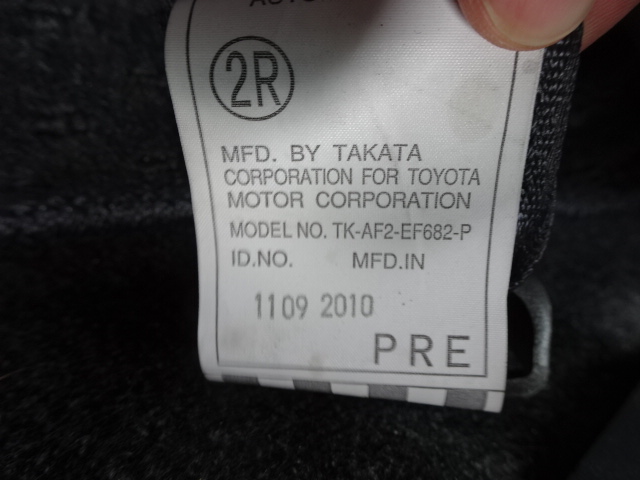 2R
MFD. BY TAKATA
CORPORATION FOR TOYOTA
MOTOR CORPORATION
MODEL NO. TK-AF2-EF682-P
ID.NO. MFD.IN
1109 2010
PRE